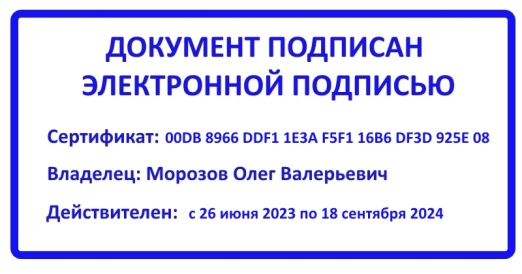 ДОКУМЕНТ ПОДПИСАН
ЭЛЕКТРОННОЙ ПОДПИСЬЮ
Сертификат: 00DB 8966 DDF1 1E3A F5F1 16B6 DF3D 925E 08
Владелец: Морозов Олег Валерьевич
Действителен: с 26 июня 2023 по 18 сентября 2024